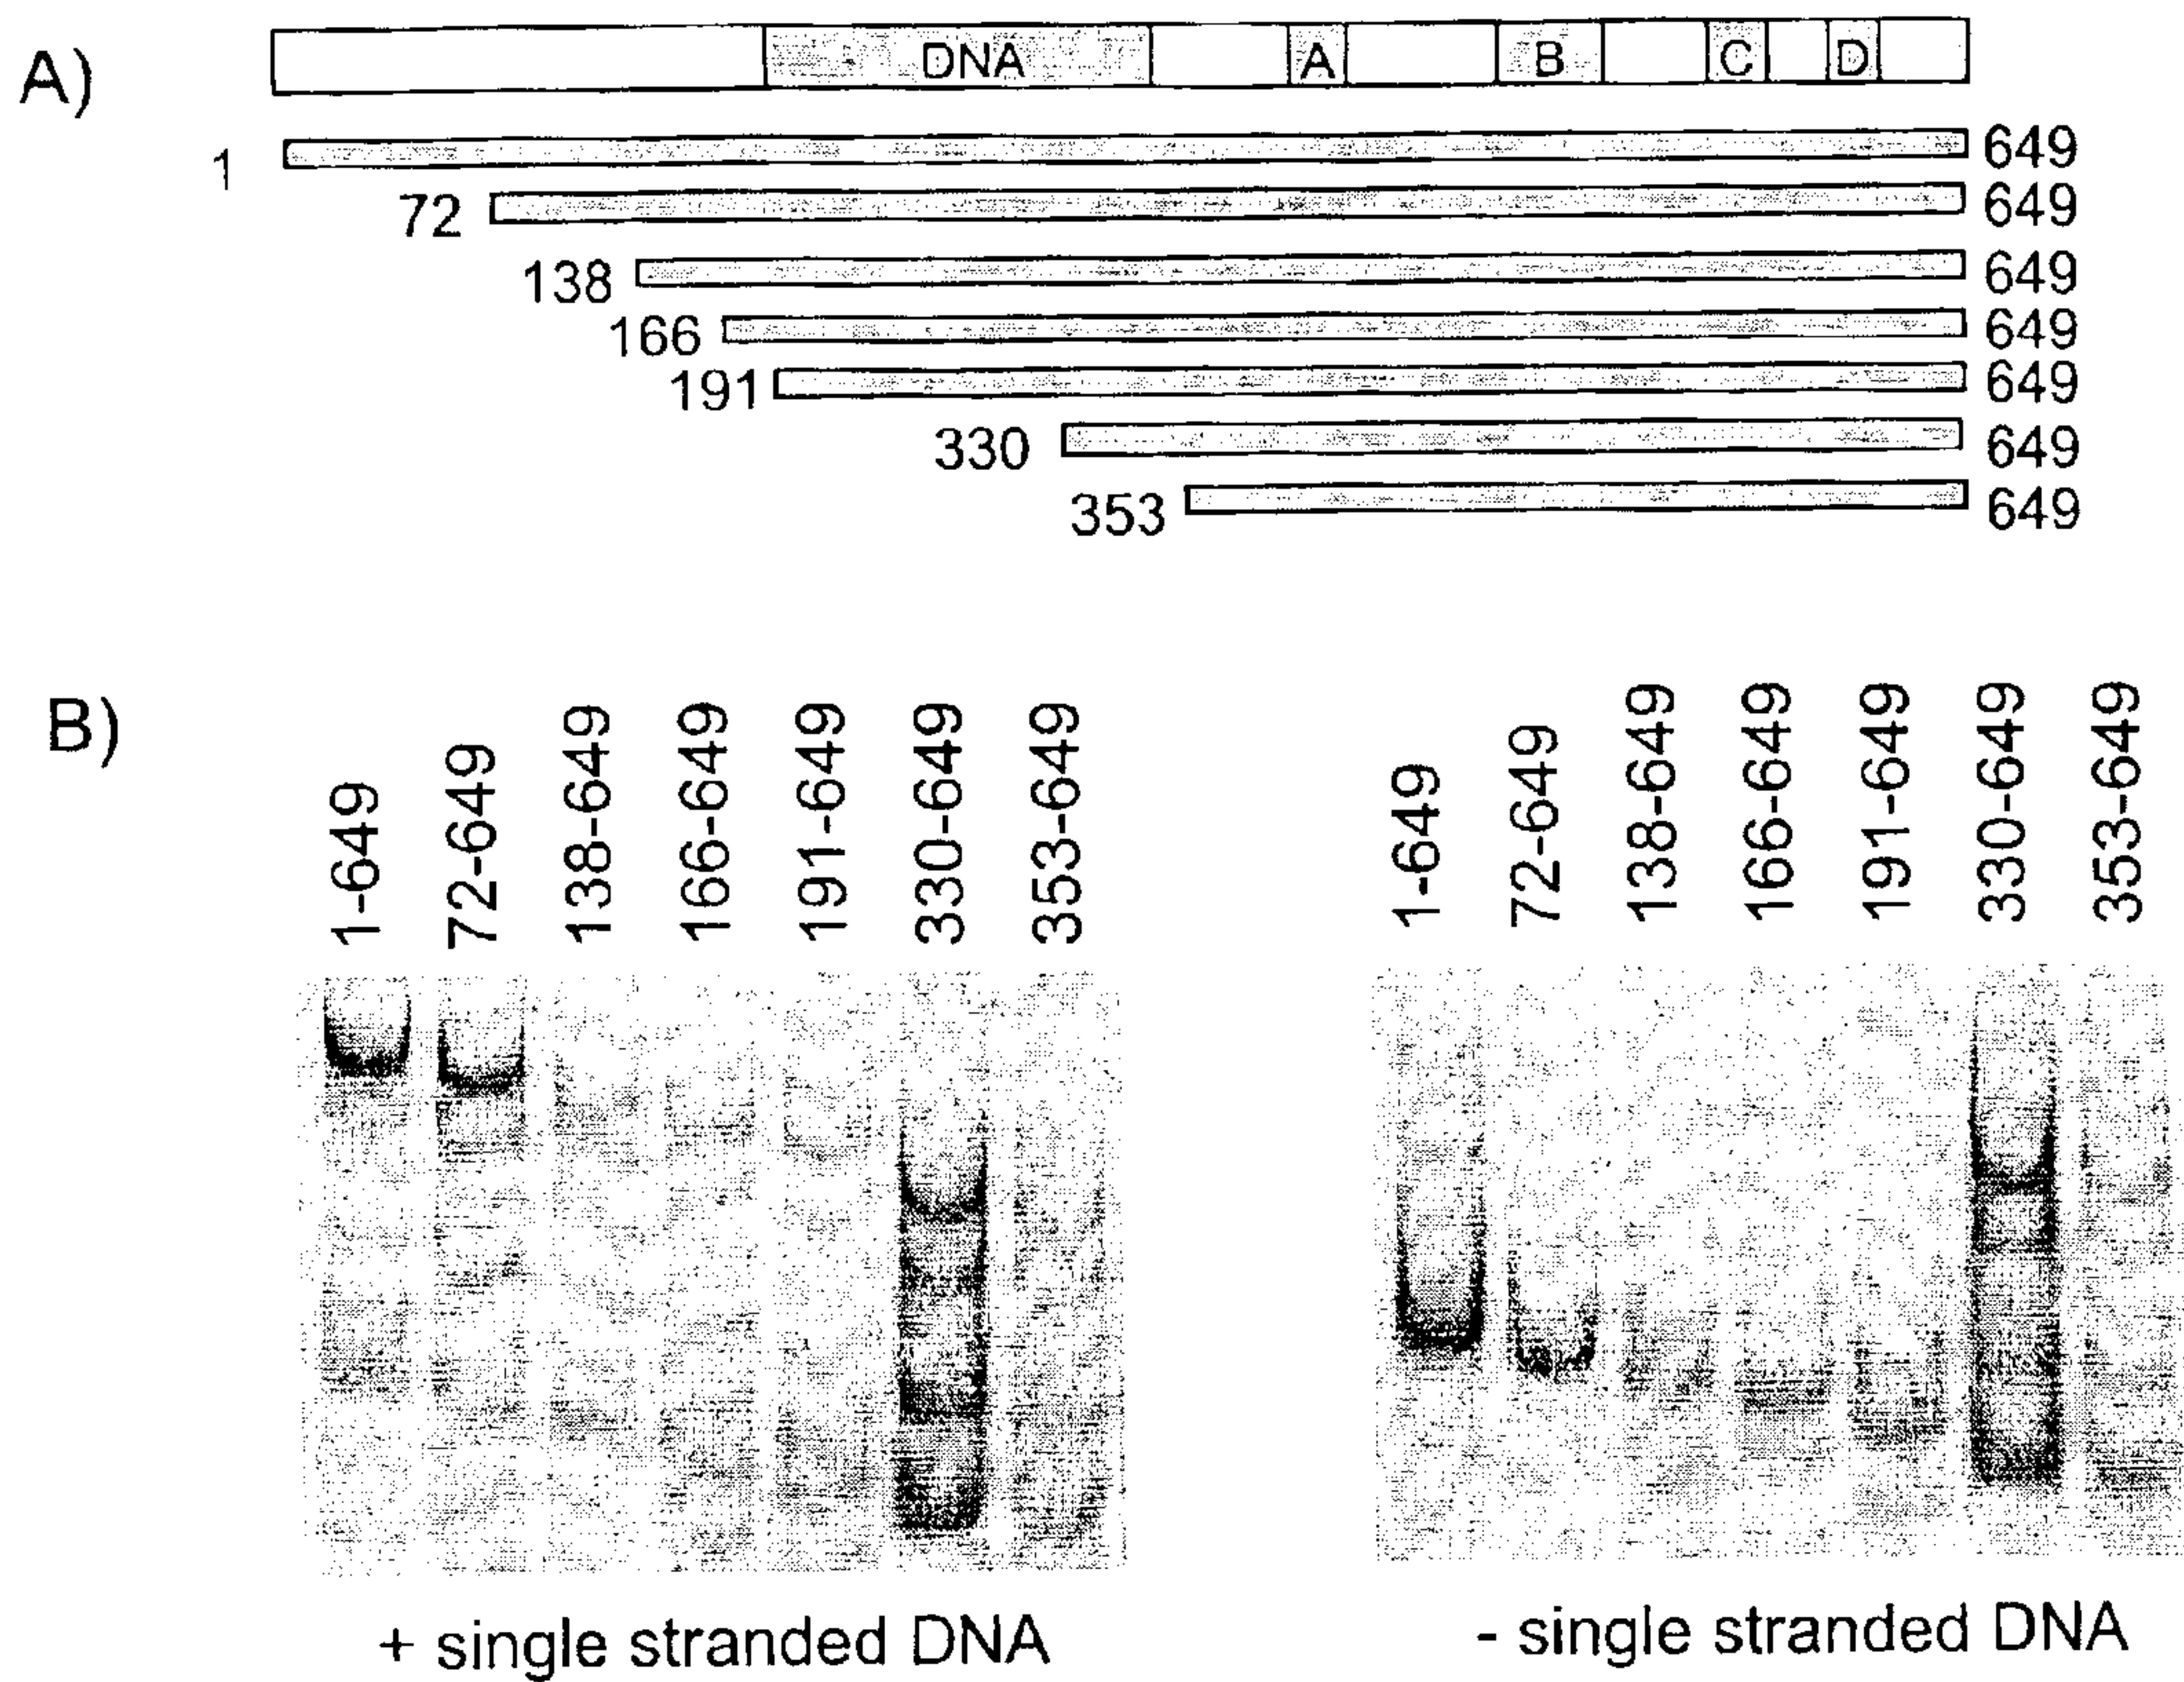 A)
DNA A B C D
1 649
72 649
138 649
166 649
191 649
330 649
353 649
B)
1-649 72-649 138-649 166-649 191-649 330-649 353-649
1-649 72-649 138-649 166-649 191-649 330-649 353-649
+ single stranded DNA
- single stranded DNA